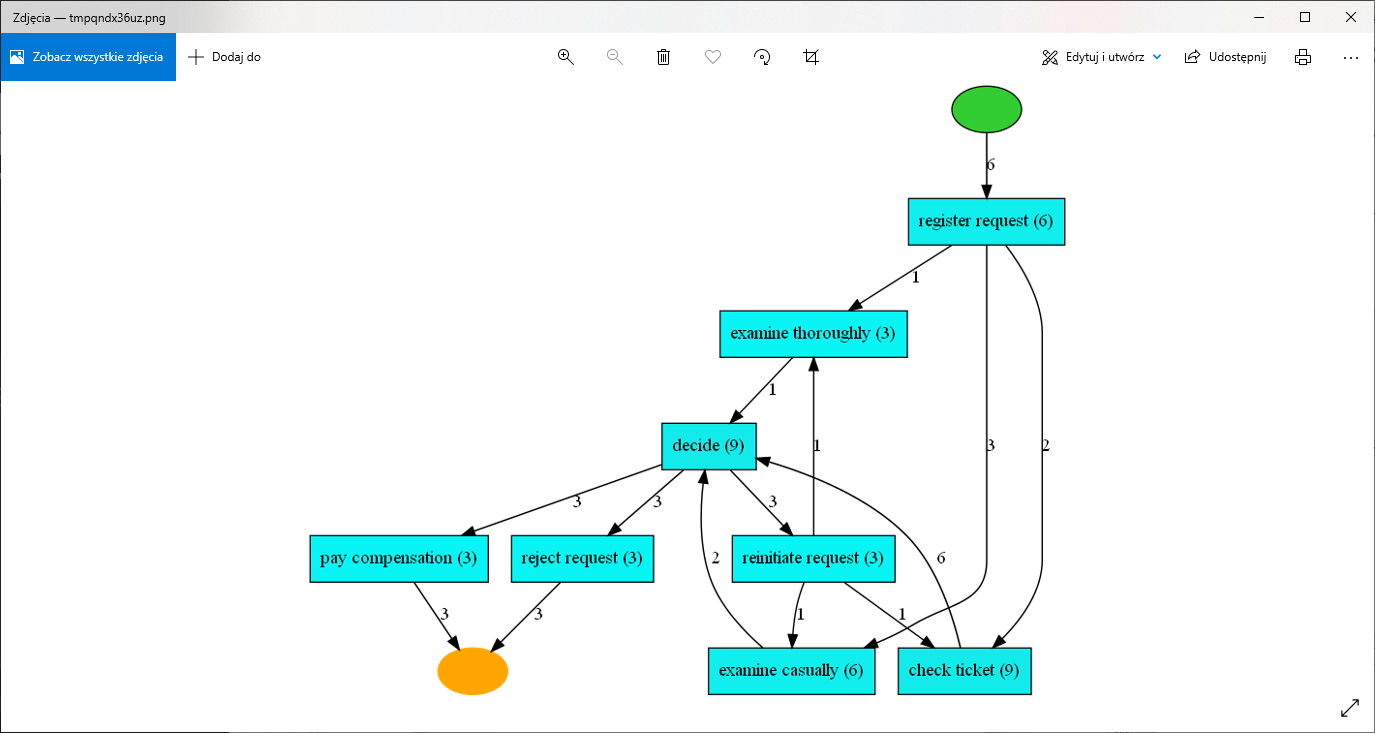 Zdjęcia — tmpqndx36uz.png
Zobacz wszystkie zdjęcia
Dodaj do
Edytuj i utwórz
Udostępnij
6
register request (6)
1
examine thoroughly (3)
1
decide (9)
1
3
2
3
3
3
pay compensation (3)
reject request (3)
2
reinitiate request (3)
6
3
3
1
1
examine casually (6)
check ticket (9)